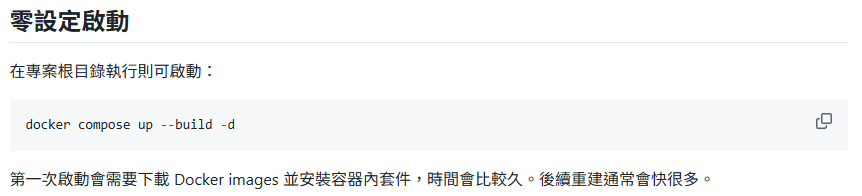 零設定啟動
在專案根目錄執行則可啟動：
docker compose up --build -d
第一次啟動會需要下載 Docker images 並安裝容器內套件，時間會比較久。後續重建通常會快很多。